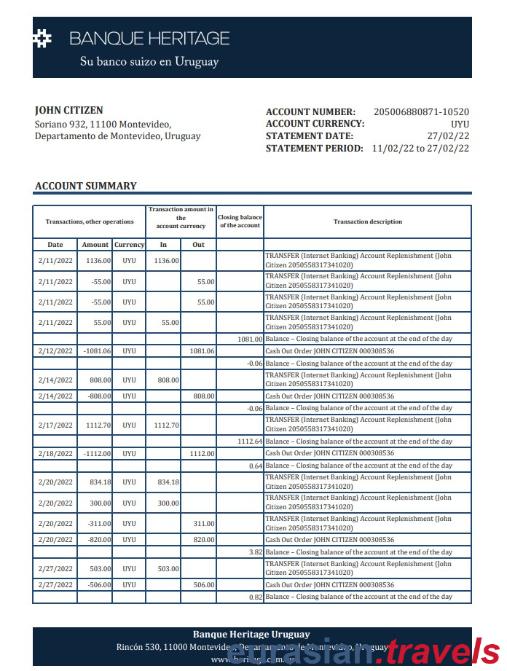 BANQUE HERITAGE
Su banco suizo en Uruguay
JOHN CITIZEN
Soriano 932, 11100 Montevideo,
Departamento de Montevideo, Uruguay
ACCOUNT NUMBER: 205006880871-10520
ACCOUNT CURRENCY: UYU
STATEMENT DATE: 27/02/22
STATEMENT PERIOD: 11/02/22 to 27/02/22
ACCOUNT SUMMARY
Transactions, other operations
Transaction amount in
the
account currency
Closing balance
of the account
Transaction description
Date Amount Currency In Out
2/11/2022 1136.00 UYU 1136.00 TRANSFER (Internet Banking) Account Replenishment (John
Citizen 2050558317341020)
2/11/2022 -55.00 UYU 55.00 TRANSFER (Internet Banking) Account Replenishment (John
Citizen 2050558317341020)
2/11/2022 -55.00 UYU 55.00 TRANSFER (Internet Banking) Account Replenishment (John
Citizen 2050558317341020)
2/11/2022 55.00 UYU 55.00 TRANSFER (Internet Banking) Account Replenishment (John
Citizen 2050558317341020)
1081.00 Balance – Closing balance of the account at the end of the day
2/12/2022 -1081.06 UYU 1081.06 Cash Out Order JOHN CITIZEN 000308536
-0.06 Balance – Closing balance of the account at the end of the day
2/14/2022 808.00 UYU 808.00 TRANSFER (Internet Banking) Account Replenishment (John
Citizen 2050558317341020)
2/14/2022 -808.00 UYU 808.00 Cash Out Order JOHN CITIZEN 000308536
-0.06 Balance – Closing balance of the account at the end of the day
2/17/2022 1112.70 UYU 1112.70 TRANSFER (Internet Banking) Account Replenishment (John
Citizen 2050558317341020)
1112.64 Balance – Closing balance of the account at the end of the day
2/18/2022 -1112.00 UYU 1112.00 Cash Out Order JOHN CITIZEN 000308536
0.64 Balance – Closing balance of the account at the end of the day
2/20/2022 834.18 UYU 834.18 TRANSFER (Internet Banking) Account Replenishment (John
Citizen 2050558317341020)
2/20/2022 300.00 UYU 300.00 TRANSFER (Internet Banking) Account Replenishment (John
Citizen 2050558317341020)
2/20/2022 -311.00 UYU 311.00 TRANSFER (Internet Banking) Account Replenishment (John
Citizen 2050558317341020)
2/20/2022 -820.00 UYU 820.00 Cash Out Order JOHN CITIZEN 000308536
3.82 Balance – Closing balance of the account at the end of the day
2/27/2022 503.00 UYU 503.00 TRANSFER (Internet Banking) Account Replenishment (John
Citizen 2050558317341020)
2/27/2022 -506.00 UYU 506.00 Cash Out Order JOHN CITIZEN 000308536
0.82 Balance – Closing balance of the account at the end of the day
Banque Heritage Uruguay
Rincón 530, 11000 Montevideo, Departamento de Montevideo, Uruguay
eurasian.travels